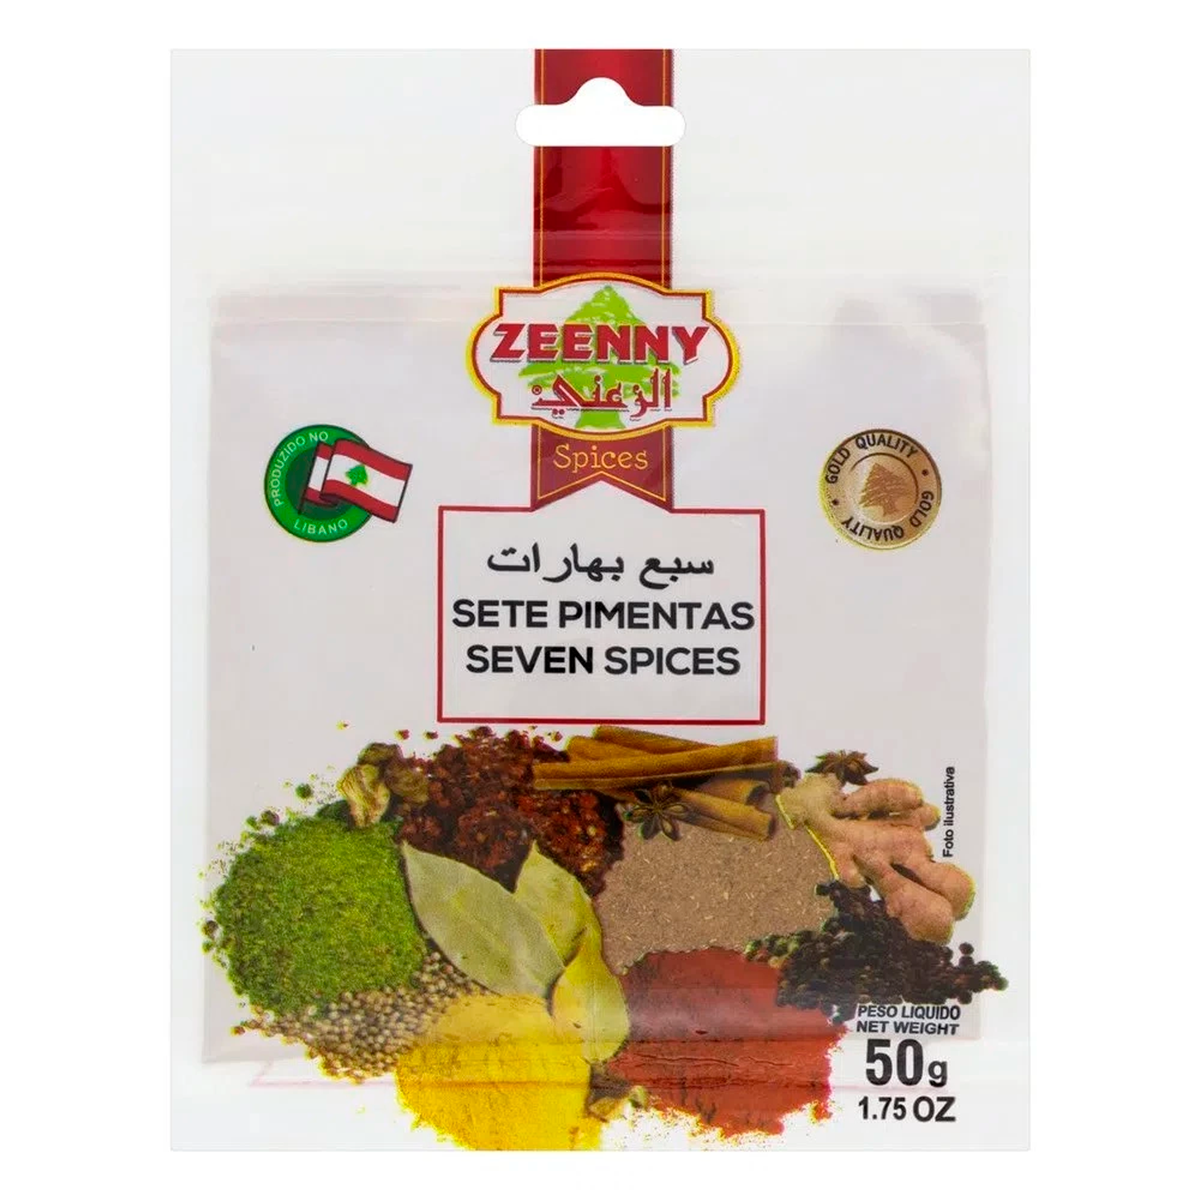 ZEENNY
الزعني
Spices
PRODUZIDO NO
LIBANO
GOLD QUALITY
GOLD QUALITY
سبع بهارات
SETE PIMENTAS
SEVEN SPICES
Foto ilustrativa
PESO LIQUIDO
NET WEIGHT
50g
1.75 OZ